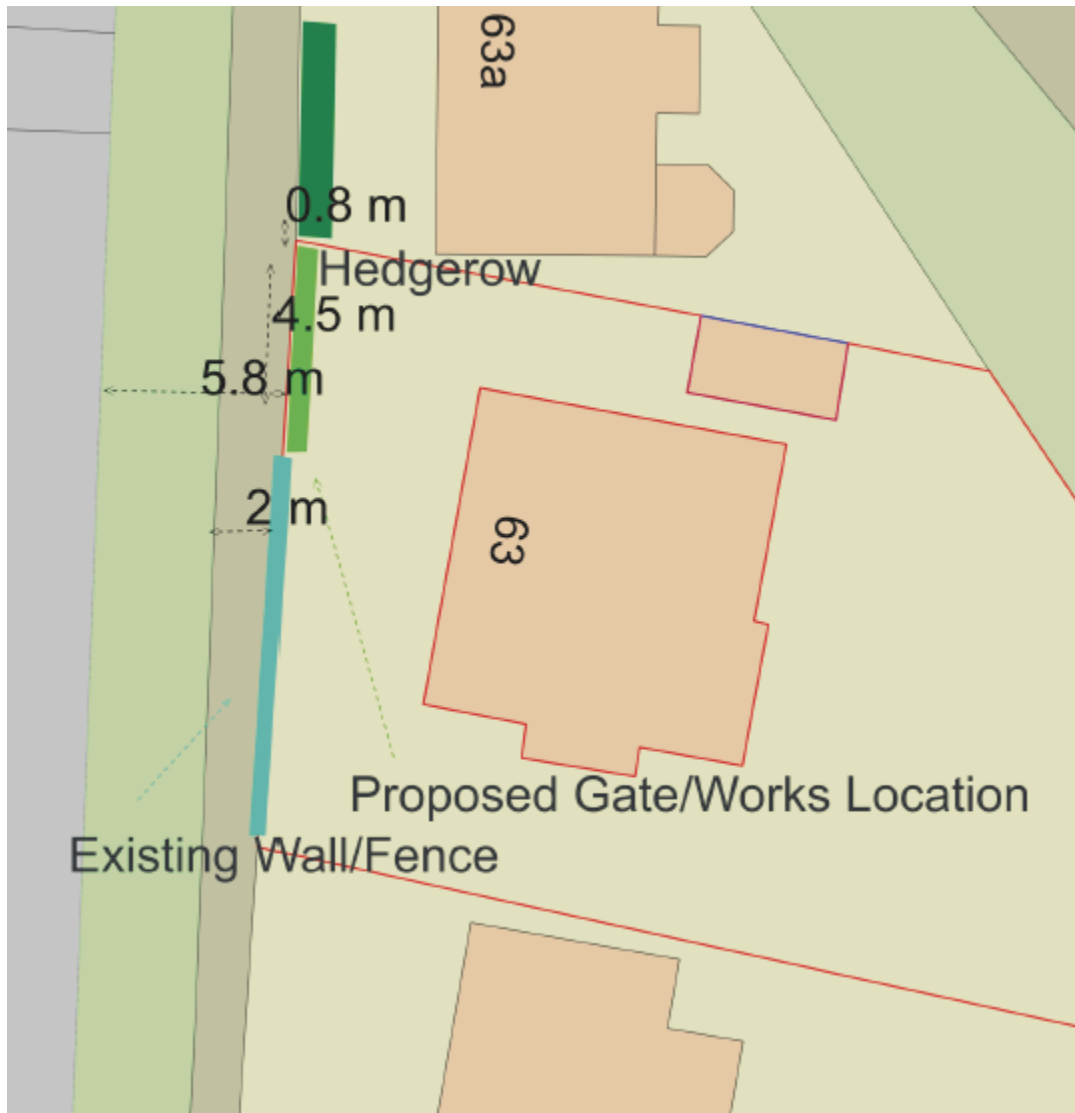 63a
0.8 m
Hedgerow
4.5 m
5.8 m
2 m
63
Proposed Gate/Works Location
Existing Wall/Fence